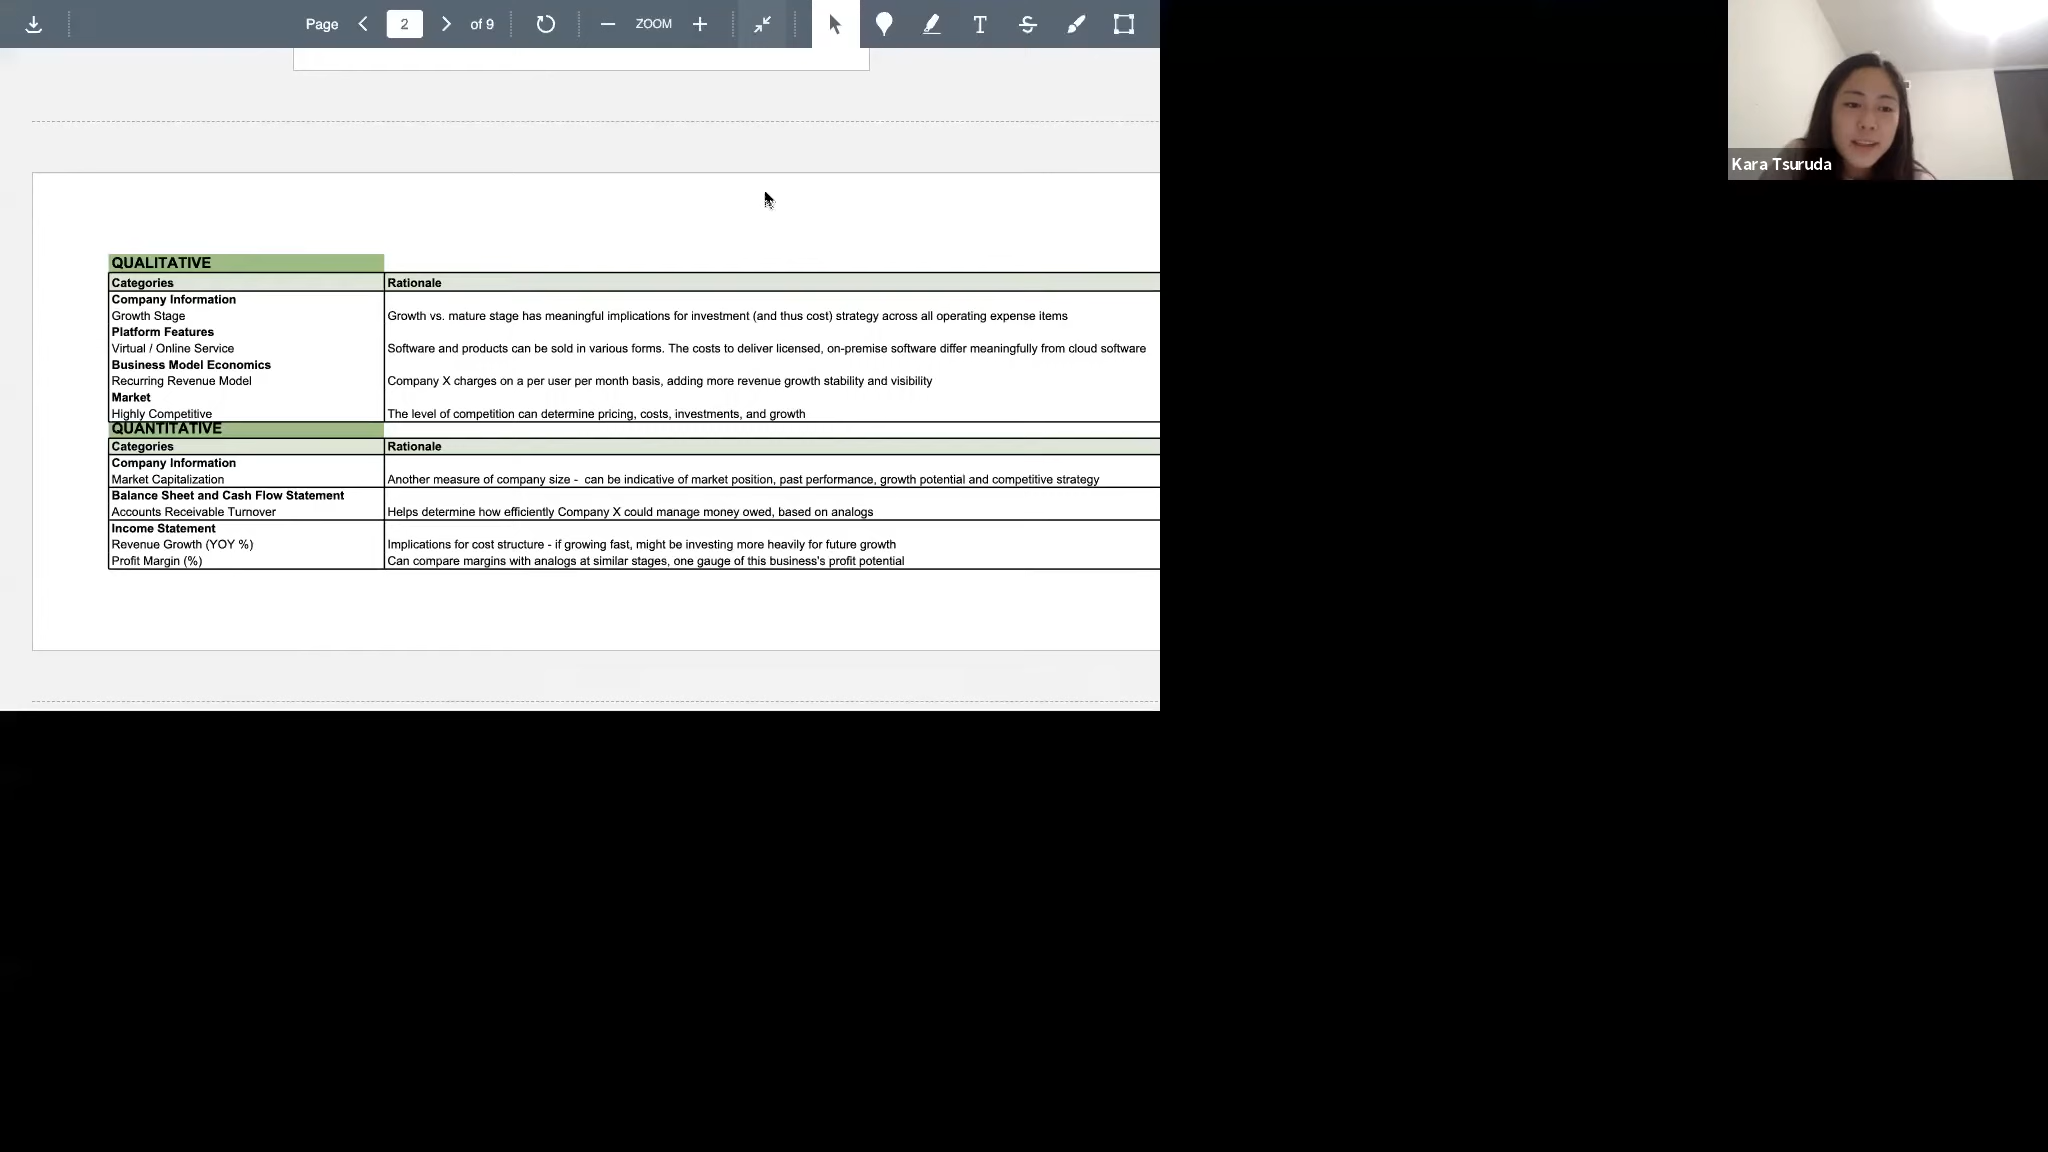 Page 2 of 9 ZOOM T S
Kara Tsuruda
QUALITATIVE
Categories Rationale
Company Information
Growth Stage Growth vs. mature stage has meaningful implications for investment (and thus cost) strategy across all operating expense items
Platform Features
Virtual / Online Service Software and products can be sold in various forms. The costs to deliver licensed, on-premise software differ meaningfully from cloud software
Business Model Economics
Recurring Revenue Model Company X charges on a per user per month basis, adding more revenue growth stability and visibility
Market
Highly Competitive The level of competition can determine pricing, costs, investments, and growth
QUANTITATIVE
Categories Rationale
Company Information
Market Capitalization Another measure of company size - can be indicative of market position, past performance, growth potential and competitive strategy
Balance Sheet and Cash Flow Statement
Accounts Receivable Turnover Helps determine how efficiently Company X could manage money owed, based on analogs
Income Statement
Revenue Growth (YOY %) Implications for cost structure - if growing fast, might be investing more heavily for future growth
Profit Margin (%) Can compare margins with analogs at similar stages, one gauge of this business's profit potential